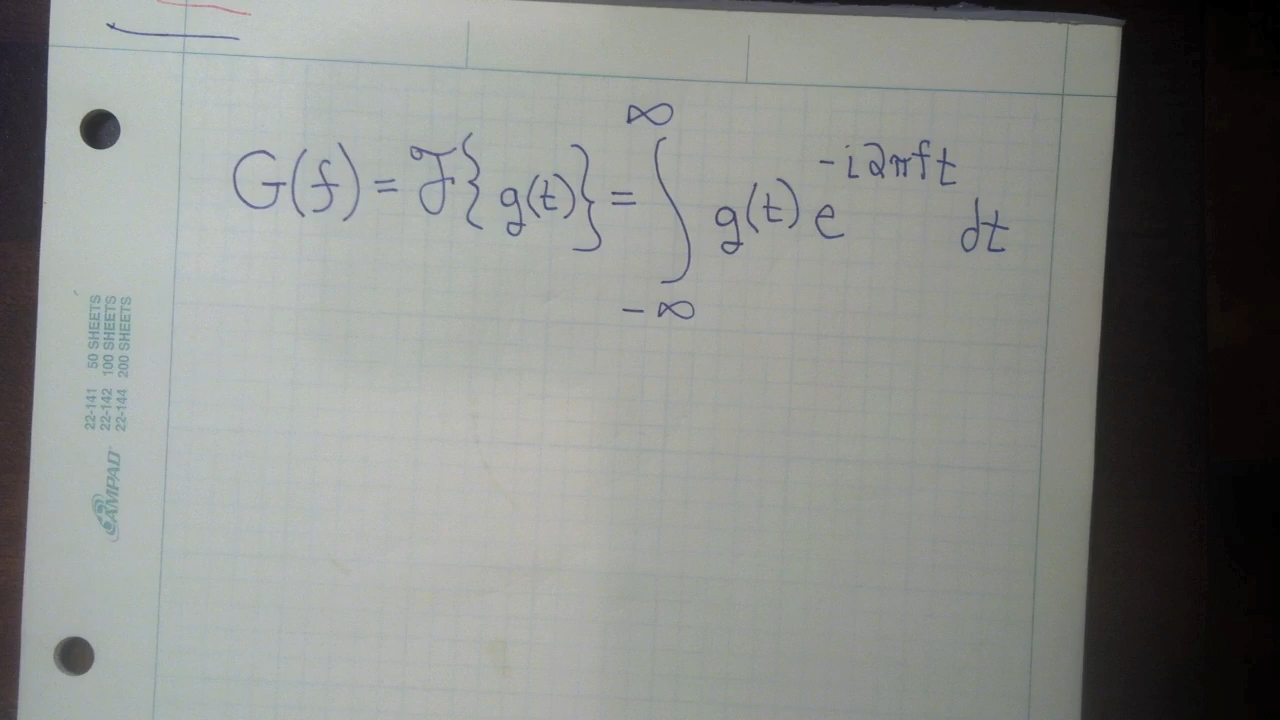 G(f) = ℱ{g(t)} = ∫_{-∞}^{∞} g(t) e^{-i2πft} dt
22-141 50 SHEETS
22-142 100 SHEETS
22-144 200 SHEETS
AMPAD